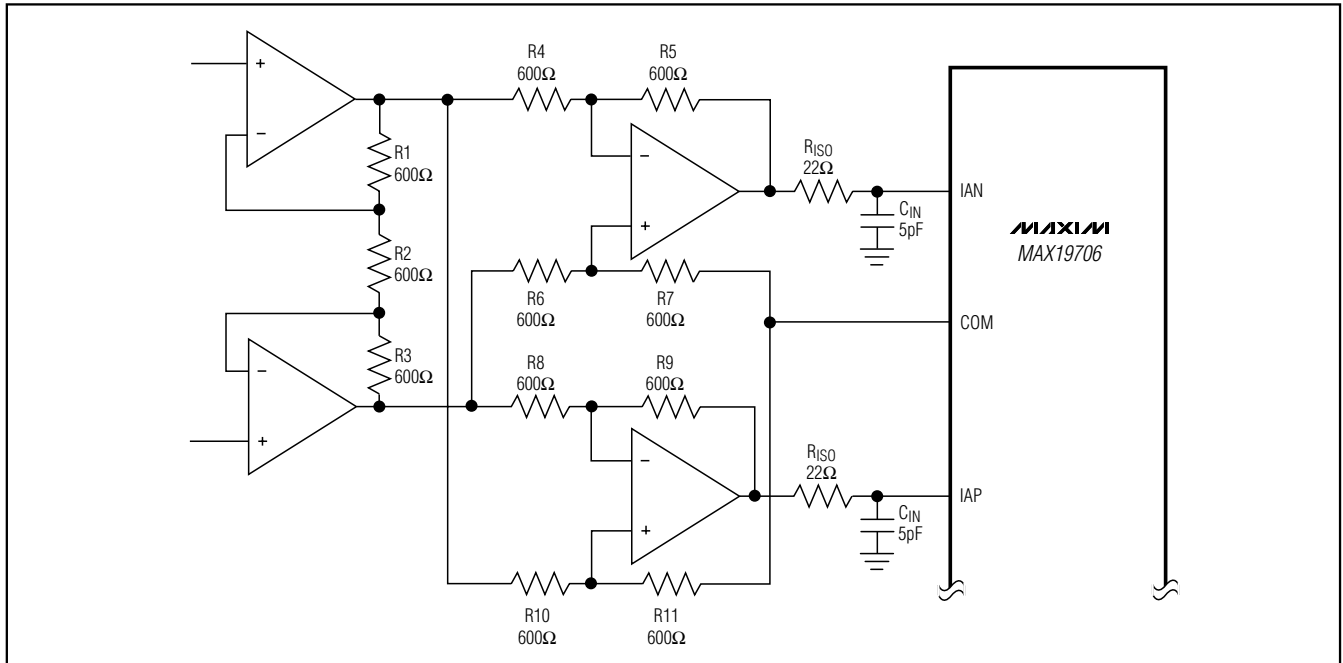 R4
600Ω
R5
600Ω
+
−
R1
600Ω
−
+
RISO
22Ω
IAN
CIN
5pF
MAXIM
MAX19706
R2
600Ω
R6
600Ω
R7
600Ω
COM
R3
600Ω
−
+
R8
600Ω
R9
600Ω
−
+
RISO
22Ω
IAP
CIN
5pF
R10
600Ω
R11
600Ω